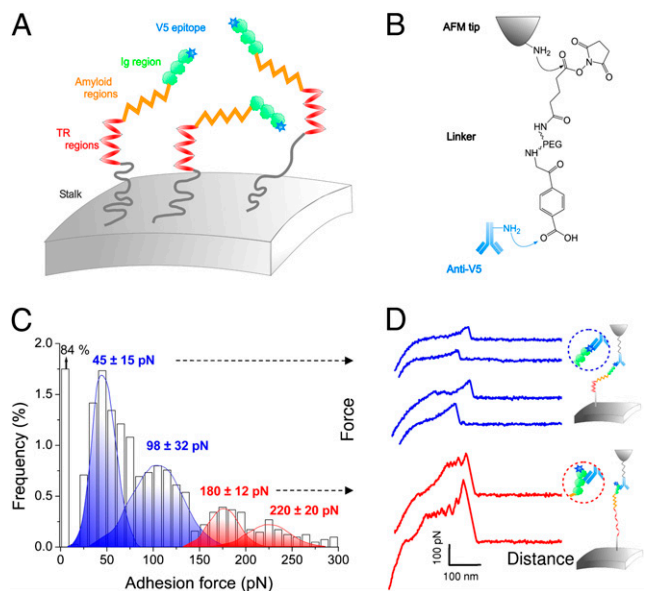 A
V5 epitope
Ig region
Amyloid
regions
TR
regions
Stalk
B
AFM tip
NH2
O
O
N
O
O
O
HN
PEG
Linker
HN
O
NH2
O
OH
Anti-V5
C
84 %
2.0
45 ± 15 pN
1.5
98 ± 32 pN
1.0
180 ± 12 pN
0.5
220 ± 20 pN
0.0
0 50 100 150 200 250 300
Frequency (%)
Adhesion force (pN)
D
Force
100 pN
100 nm
Distance